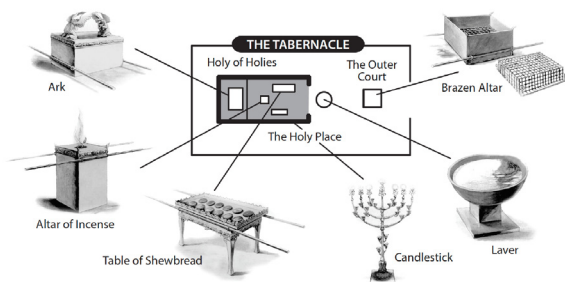 THE TABERNACLE
Holy of Holies
The Outer
Court
The Holy Place
Ark
Brazen Altar
Altar of Incense
Table of Shewbread
Candlestick
Laver